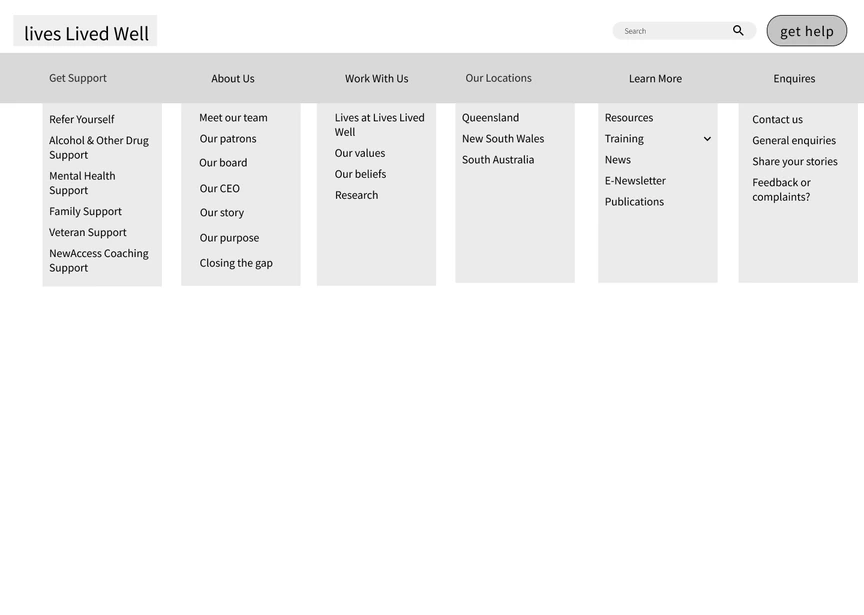 lives Lived Well
Search
get help
Get Support
About Us
Work With Us
Our Locations
Learn More
Enquires
Refer Yourself
Alcohol & Other Drug
Support
Mental Health
Support
Family Support
Veteran Support
NewAccess Coaching
Support
Meet our team
Our patrons
Our board
Our CEO
Our story
Our purpose
Closing the gap
Lives at Lives Lived
Well
Our values
Our beliefs
Research
Queensland
New South Wales
South Australia
Resources
Training
News
E-Newsletter
Publications
Contact us
General enquiries
Share your stories
Feedback or
complaints?